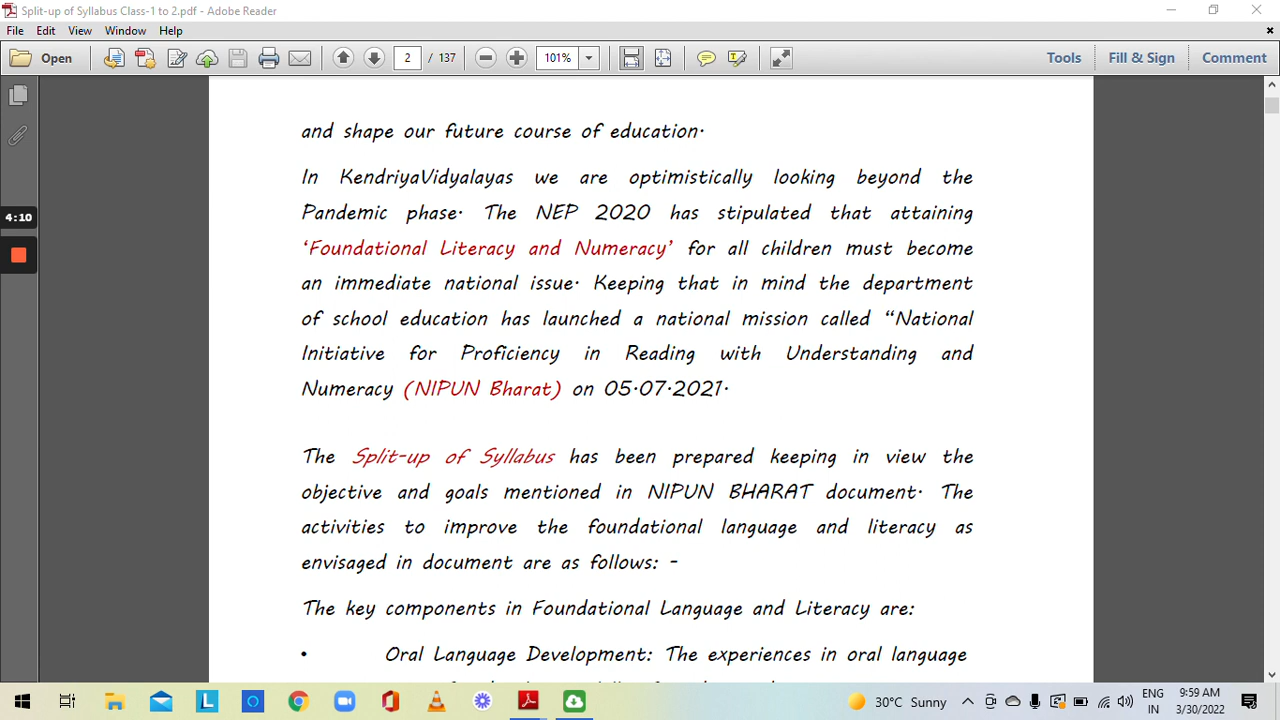 Split-up of Syllabus Class-1 to 2.pdf - Adobe Reader
File Edit View Window Help
Open 2 / 137 101% Tools Fill & Sign Comment
and shape our future course of education.
In KendriyaVidyalayas we are optimistically looking beyond the
Pandemic phase. The NEP 2020 has stipulated that attaining
4:10
‘Foundational Literacy and Numeracy’ for all children must become
an immediate national issue. Keeping that in mind the department
of school education has launched a national mission called “National
Initiative for Proficiency in Reading with Understanding and
Numeracy (NIPUN Bharat) on 05.07.2021.
The Split-up of Syllabus has been prepared keeping in view the
objective and goals mentioned in NIPUN BHARAT document. The
activities to improve the foundational language and literacy as
envisaged in document are as follows: -
The key components in Foundational Language and Literacy are:
• Oral Language Development: The experiences in oral language
30°C Sunny ENG IN 9:59 AM 3/30/2022